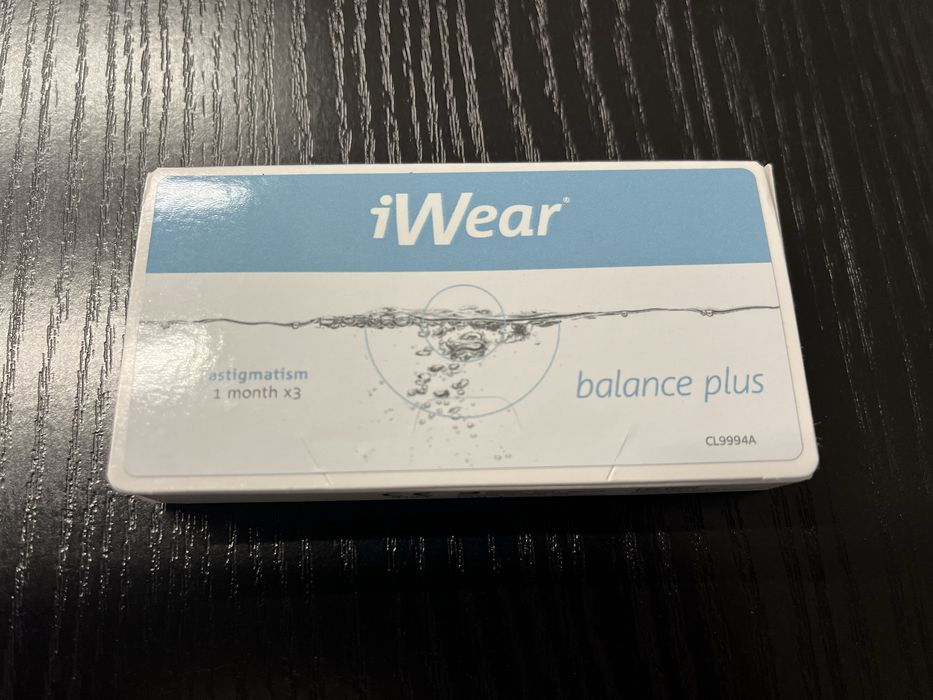 iWear®
astigmatism
1 month x3
balance plus
CL9994A